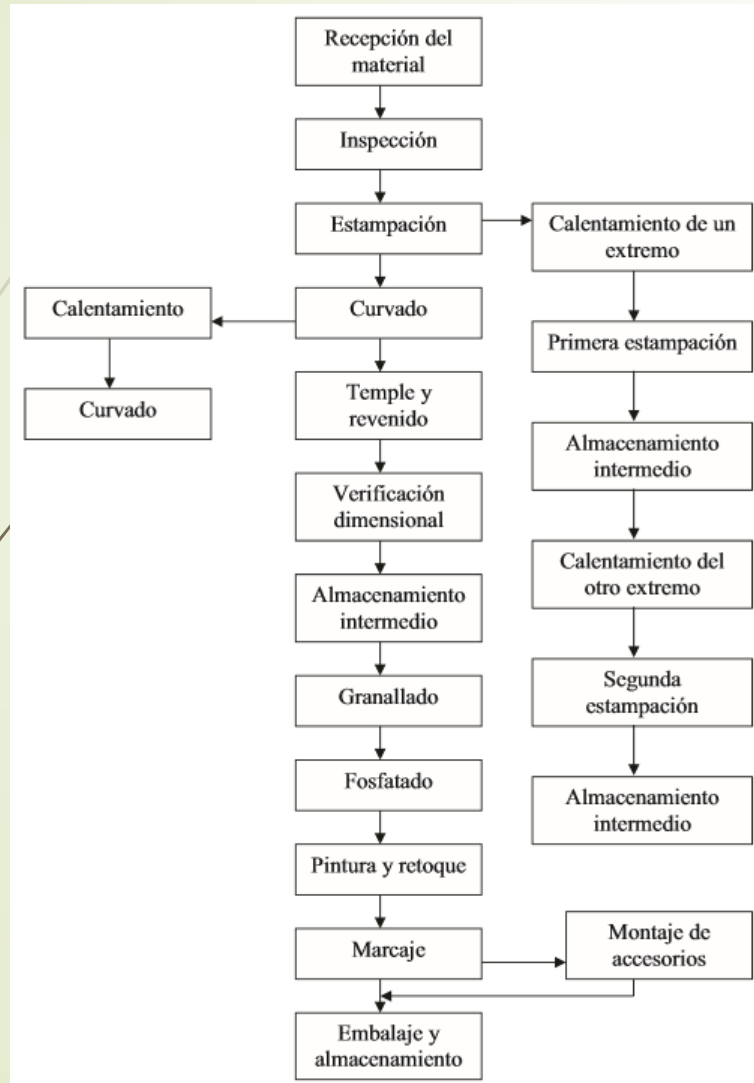 Recepción del
material
Inspección
Estampación
Calentamiento de un
extremo
Calentamiento
Curvado
Primera estampación
Curvado
Temple y
revenido
Almacenamiento
intermedio
Verificación
dimensional
Calentamiento del
otro extremo
Almacenamiento
intermedio
Segunda
estampación
Granallado
Fosfatado
Almacenamiento
intermedio
Pintura y retoque
Marcaje
Montaje de
accesorios
Embalaje y
almacenamiento